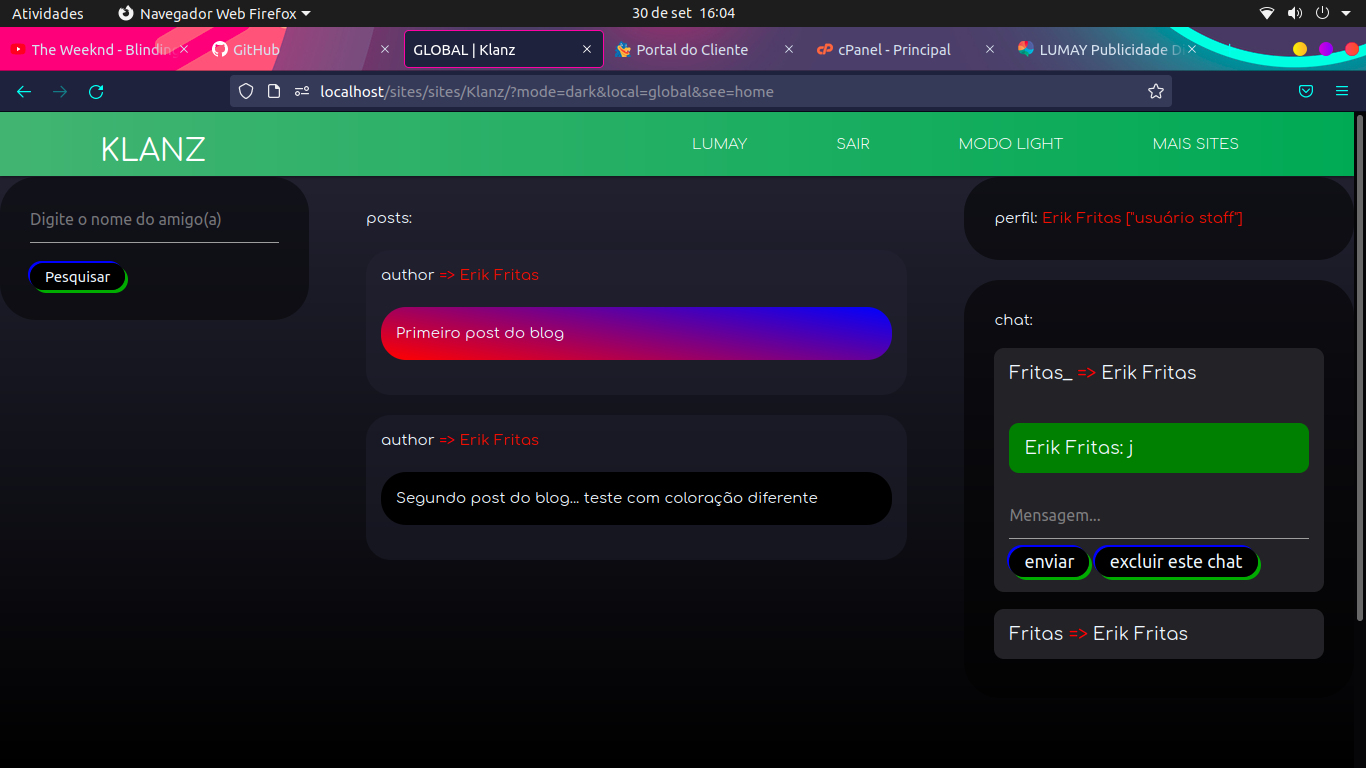 Atividades Navegador Web Firefox 30 de set 16:04
The Weeknd - Blindin GitHub GLOBAL | Klanz Portal do Cliente cPanel - Principal LUMAY Publicidade D
localhost/sites/sites/Klanz/?mode=dark&local=global&see=home
KLANZ LUMAY SAIR MODO LIGHT MAIS SITES
Digite o nome do amigo(a)
Pesquisar
posts:
author => Erik Fritas
Primeiro post do blog
author => Erik Fritas
Segundo post do blog... teste com coloração diferente
perfil: Erik Fritas ["usuário staff"]
chat:
Fritas_ => Erik Fritas
Erik Fritas: j
Mensagem...
enviar excluir este chat
Fritas => Erik Fritas